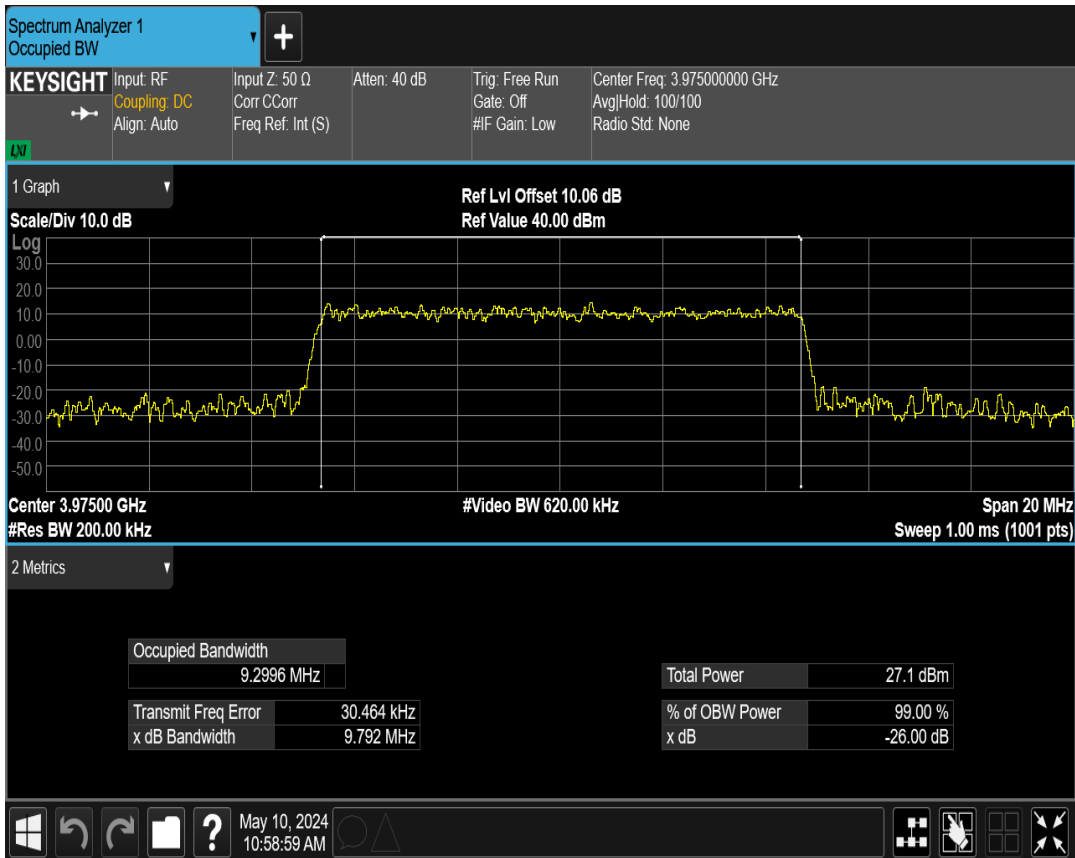 Spectrum Analyzer 1
Occupied BW
KEYSIGHT
LXI
Input: RF
Coupling: DC
Align: Auto
Input Z: 50 Ω
Corr CCorr
Freq Ref: Int (S)
Atten: 40 dB
Trig: Free Run
Gate: Off
#IF Gain: Low
Center Freq: 3.975000000 GHz
Avg|Hold: 100/100
Radio Std: None
1 Graph
Scale/Div 10.0 dB
Ref Lvl Offset 10.06 dB
Ref Value 40.00 dBm
Log
30.0
20.0
10.0
0.00
-10.0
-20.0
-30.0
-40.0
-50.0
Center 3.97500 GHz
#Res BW 200.00 kHz
#Video BW 620.00 kHz
Span 20 MHz
Sweep 1.00 ms (1001 pts)
2 Metrics
Occupied Bandwidth
9.2996 MHz
Transmit Freq Error 30.464 kHz
x dB Bandwidth 9.792 MHz
Total Power 27.1 dBm
% of OBW Power 99.00 %
x dB -26.00 dB
?
May 10, 2024
10:58:59 AM